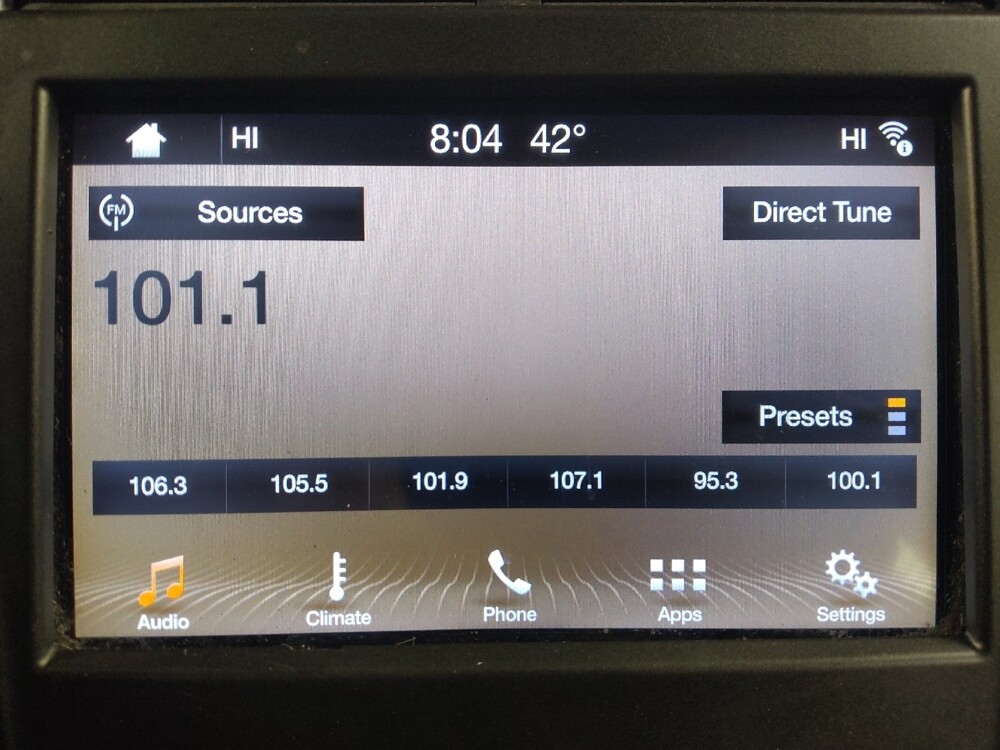 HI 8:04 42° HI
FM Sources Direct Tune
101.1
Presets
106.3 105.5 101.9 107.1 95.3 100.1
Audio Climate Phone Apps Settings